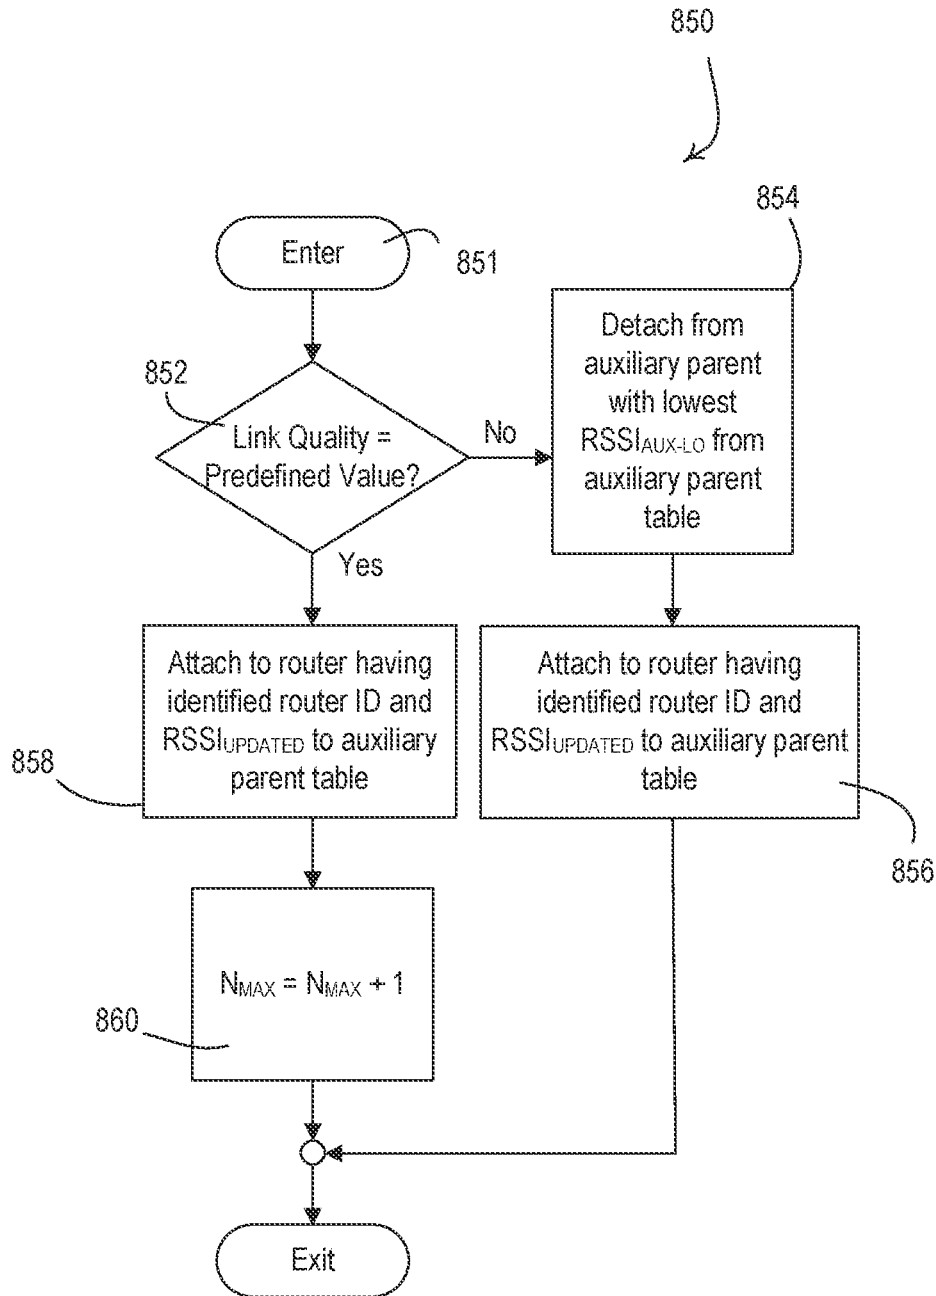 850
854
Enter
851
Detach from
auxiliary parent
with lowest
RSSIAUX-LO from
auxiliary parent
table
852
Link Quality =
Predefined Value?
No
Yes
Attach to router having
identified router ID and
RSSIUPDATED to auxiliary
parent table
858
Attach to router having
identified router ID and
RSSIUPDATED to auxiliary parent
table
856
NMAX = NMAX + 1
860
Exit